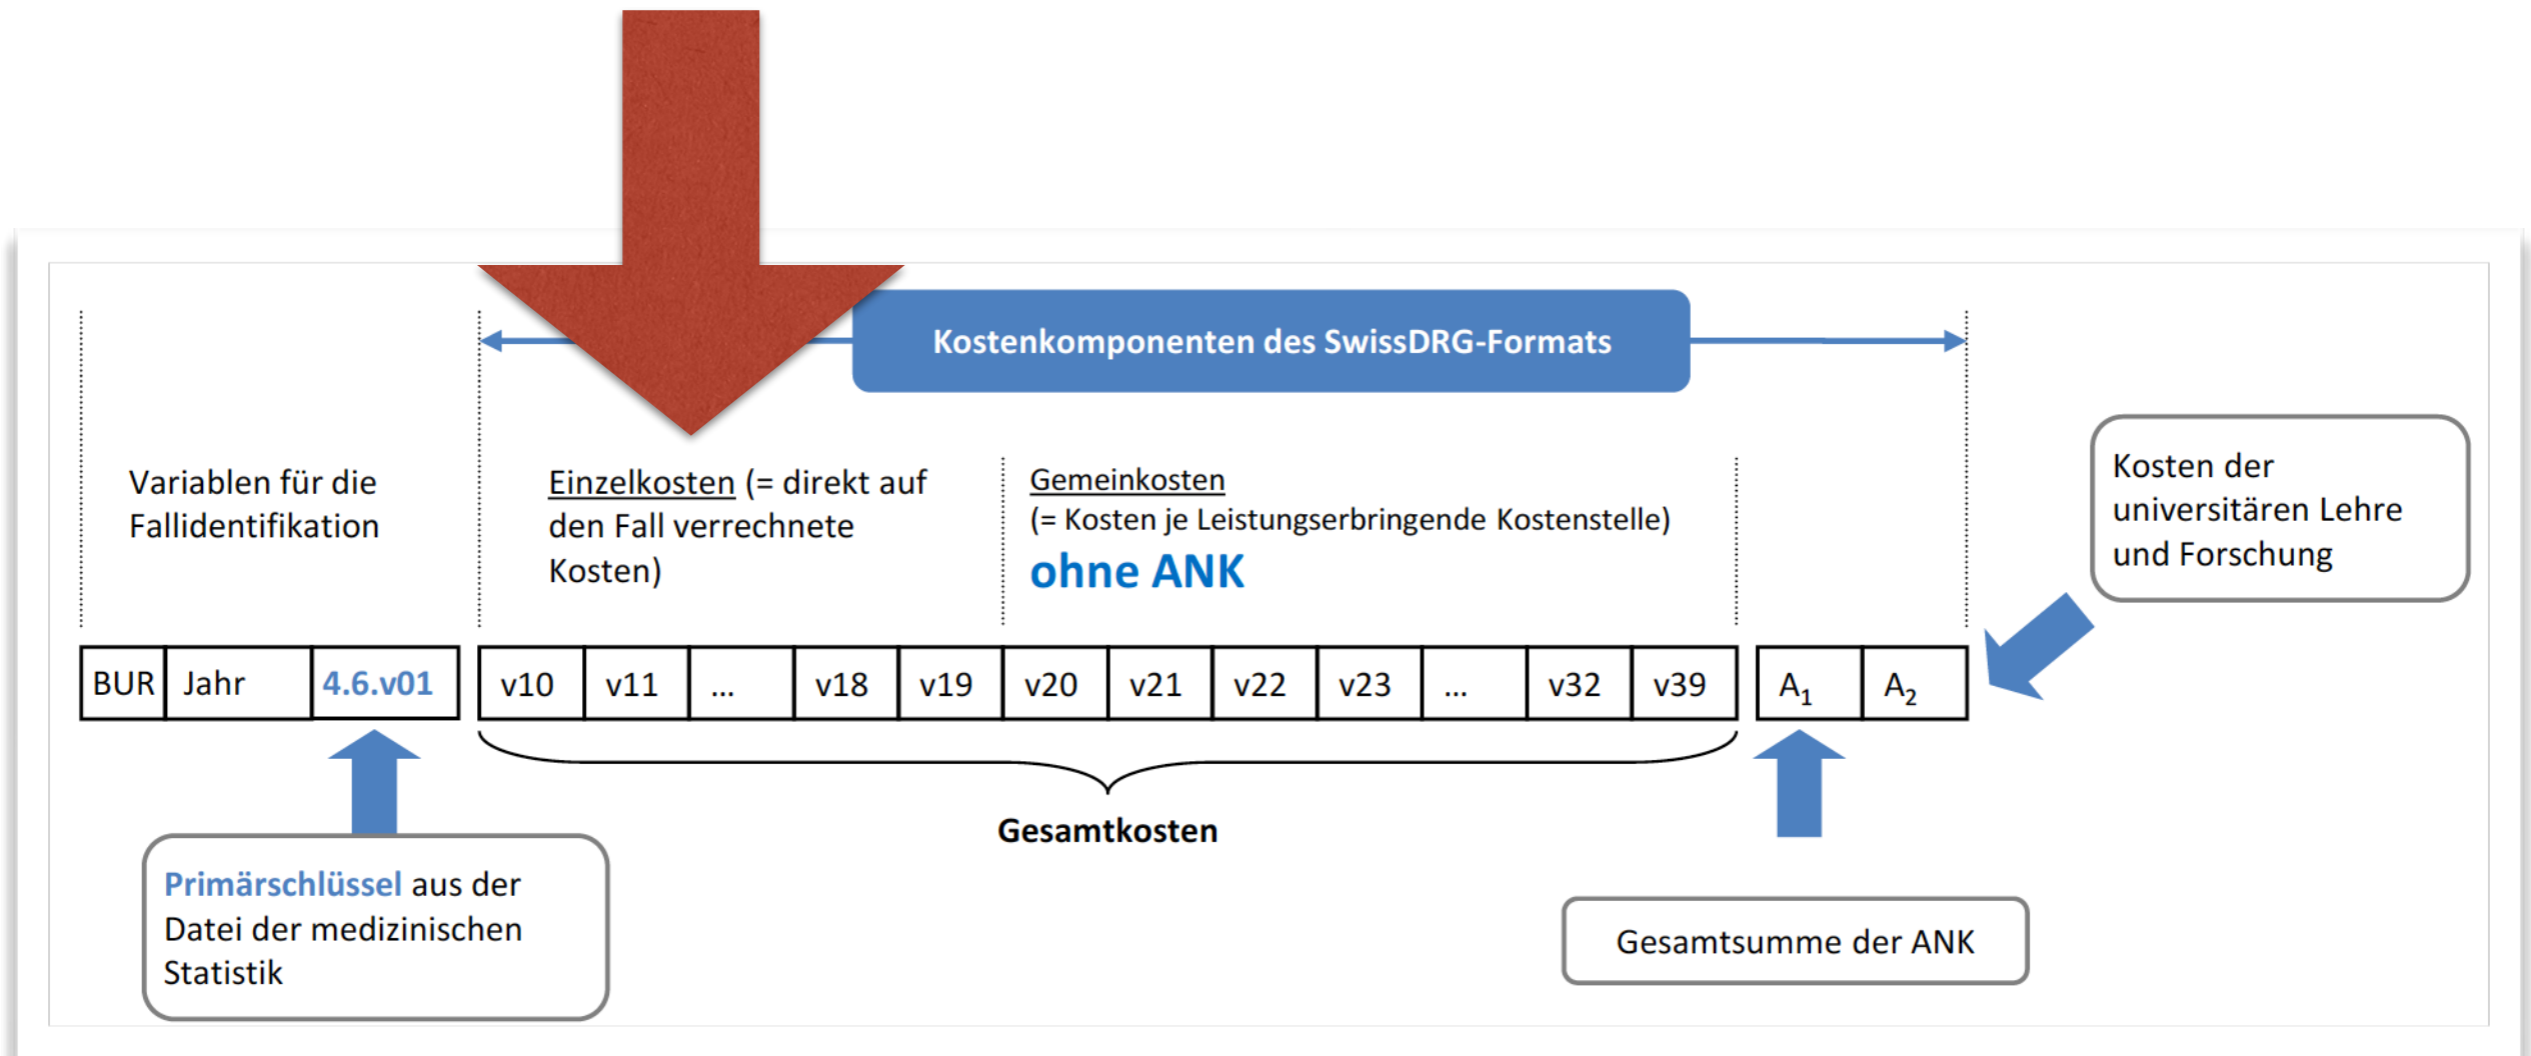 Kostenkomponenten des SwissDRG-Formats
Variablen für die
Fallidentifikation
Einzelkosten (= direkt auf
den Fall verrechnete
Kosten)
Gemeinkosten
(= Kosten je Leistungserbringende Kostenstelle)
ohne ANK
Kosten der
universitären Lehre
und Forschung
BUR Jahr 4.6.v01 v10 v11 ... v18 v19 v20 v21 v22 v23 ... v32 v39 A1 A2
Gesamtkosten
Primärschlüssel aus der
Datei der medizinischen
Statistik
Gesamtsumme der ANK